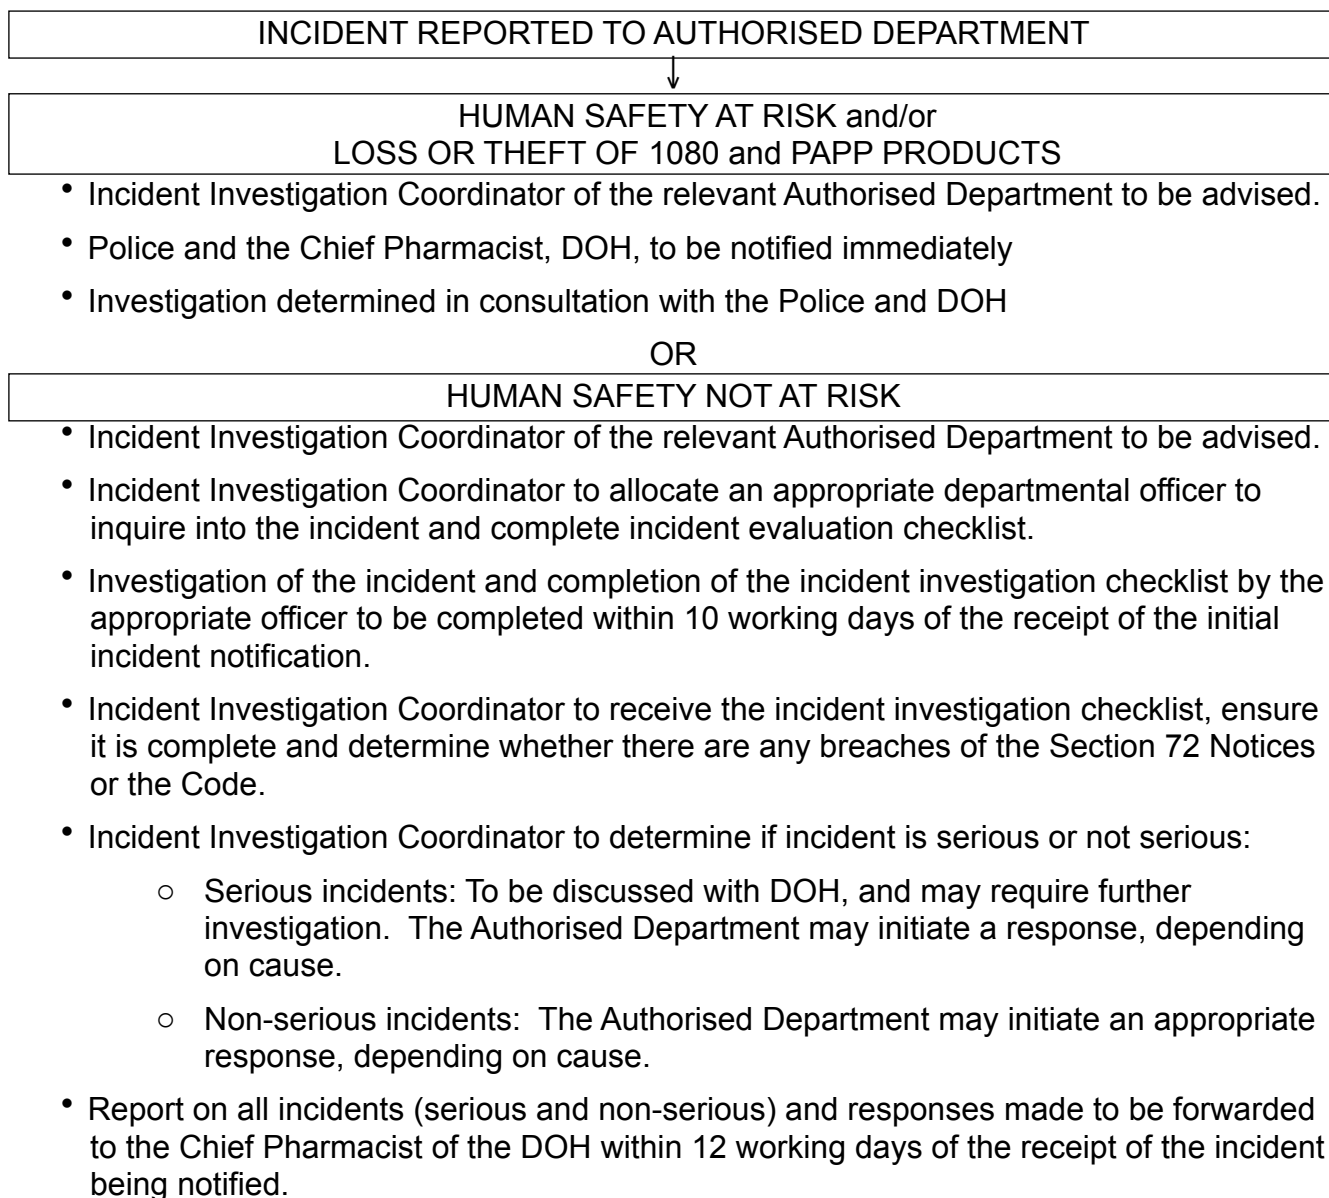 INCIDENT REPORTED TO AUTHORISED DEPARTMENT
HUMAN SAFETY AT RISK and/or
LOSS OR THEFT OF 1080 and PAPP PRODUCTS
• Incident Investigation Coordinator of the relevant Authorised Department to be advised.
• Police and the Chief Pharmacist, DOH, to be notified immediately
• Investigation determined in consultation with the Police and DOH
OR
HUMAN SAFETY NOT AT RISK
• Incident Investigation Coordinator of the relevant Authorised Department to be advised.
• Incident Investigation Coordinator to allocate an appropriate departmental officer to
inquire into the incident and complete incident evaluation checklist.
• Investigation of the incident and completion of the incident investigation checklist by the
appropriate officer to be completed within 10 working days of the receipt of the initial
incident notification.
• Incident Investigation Coordinator to receive the incident investigation checklist, ensure
it is complete and determine whether there are any breaches of the Section 72 Notices
or the Code.
• Incident Investigation Coordinator to determine if incident is serious or not serious:
○ Serious incidents: To be discussed with DOH, and may require further
investigation.  The Authorised Department may initiate a response, depending
on cause.
○ Non-serious incidents:  The Authorised Department may initiate an appropriate
response, depending on cause.
• Report on all incidents (serious and non-serious) and responses made to be forwarded
to the Chief Pharmacist of the DOH within 12 working days of the receipt of the incident
being notified.